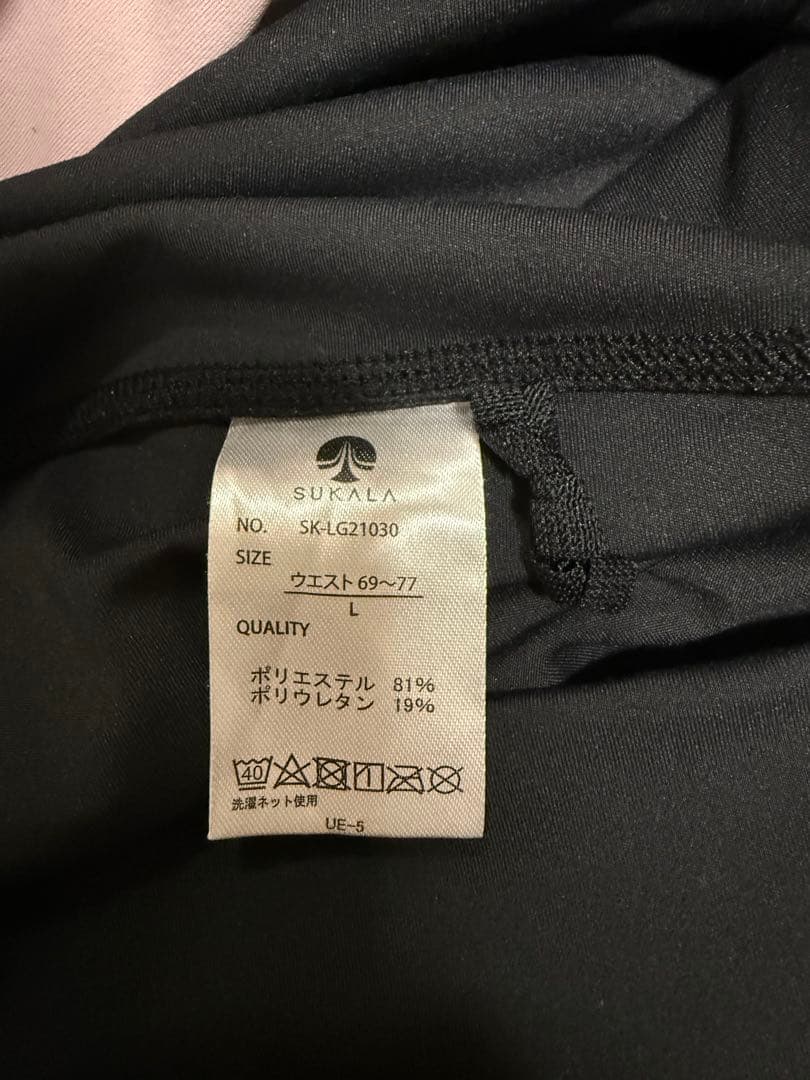 SUKALA
NO. SK-LG21030
SIZE
ウエスト 69～77
L
QUALITY
ポリエステル 81%
ポリウレタン 19%
40
洗濯ネット使用
UE-5